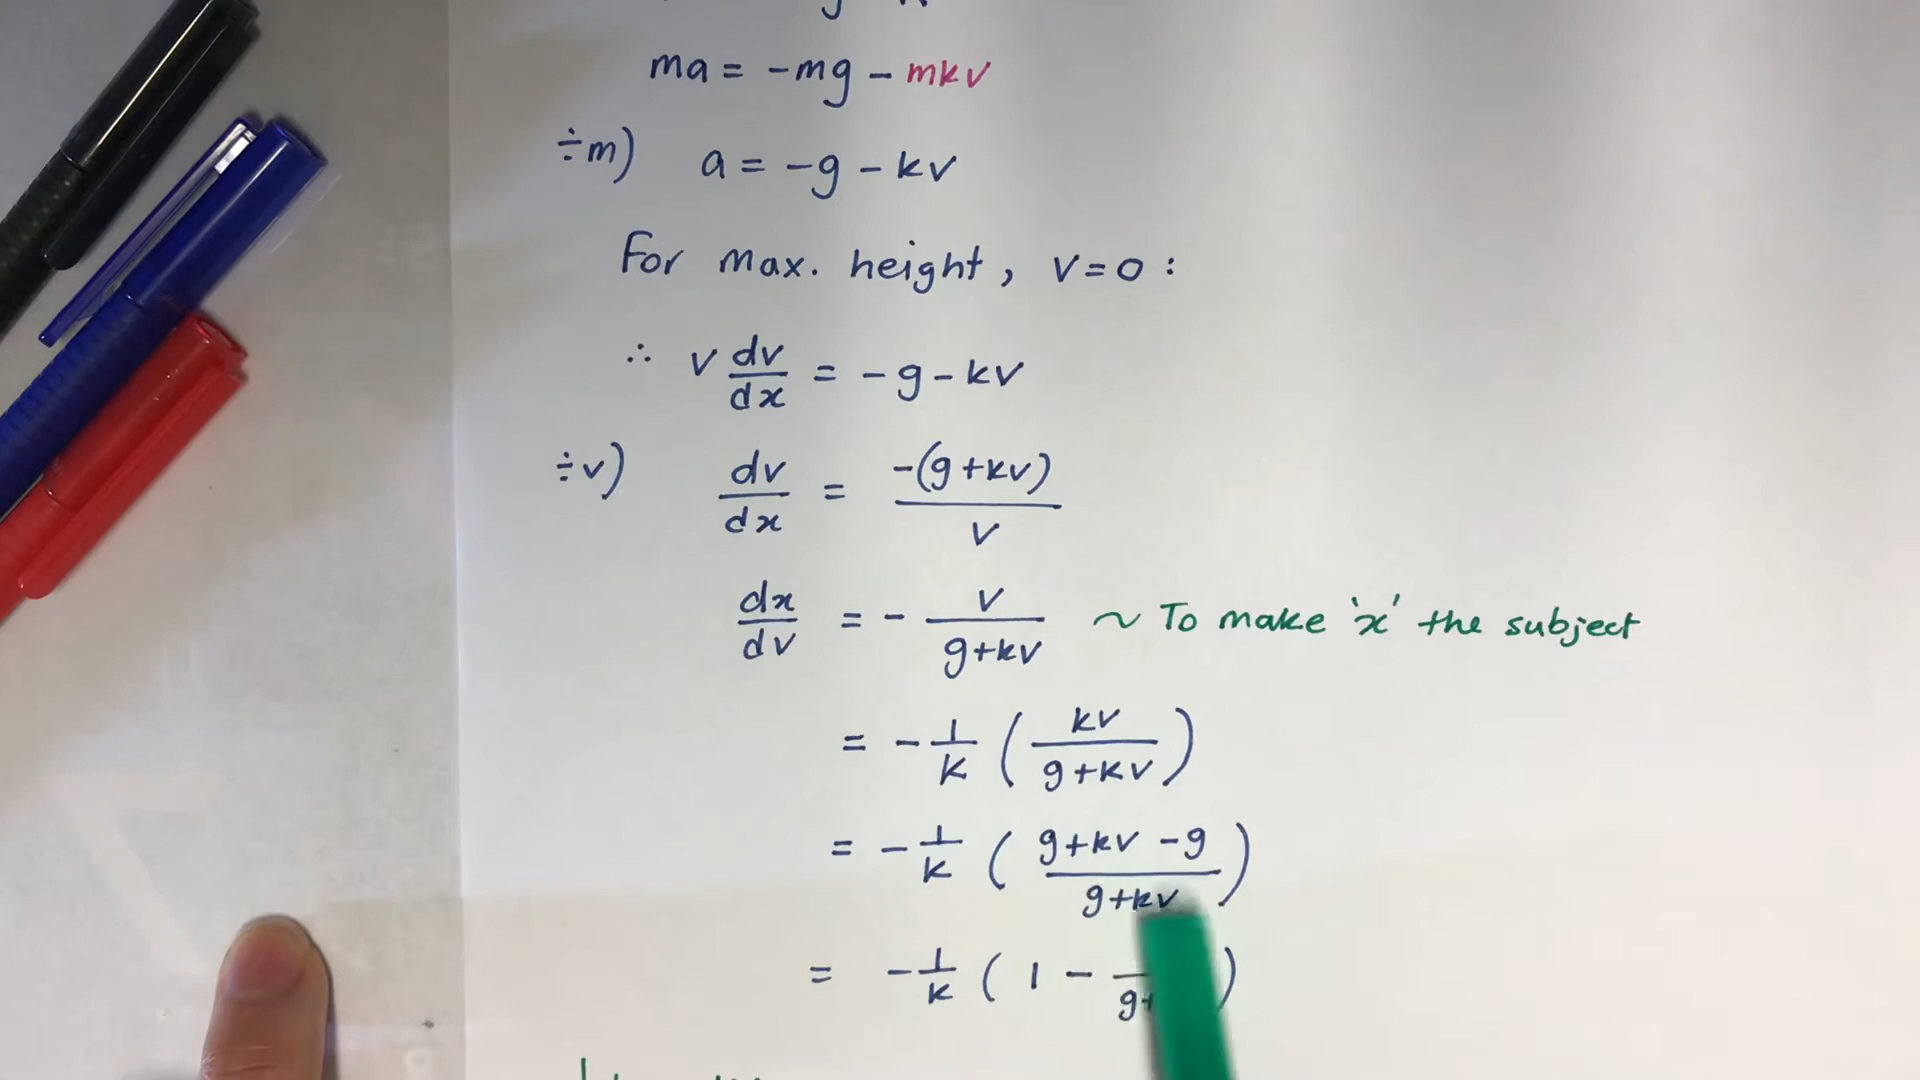 ma = -mg - mkv
÷m) a = -g - kv
For max. height, v=0 :
∴ v dv/dx = -g - kv
÷v) dv/dx = -(g+kv)/v
dx/dv = - v/(g+kv) ~ To make 'x' the subject
= - 1/k ( kv/(g+kv) )
= - 1/k ( (g+kv-g)/(g+kv) )
= - 1/k ( 1 - /g+ )